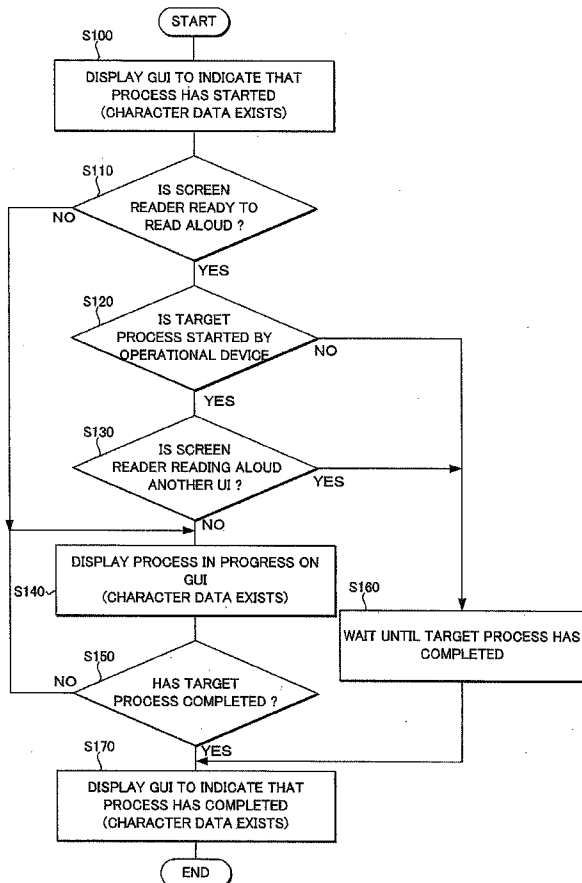 START
S100
DISPLAY GUI TO INDICATE THAT
PROCESS HAS STARTED
(CHARACTER DATA EXISTS)
S110
IS SCREEN
READER READY TO
READ ALOUD ?
NO
YES
S120
IS TARGET
PROCESS STARTED BY
OPERATIONAL DEVICE
NO
YES
S130
IS SCREEN
READER READING ALOUD
ANOTHER UI ?
YES
NO
DISPLAY PROCESS IN PROGRESS ON
GUI
(CHARACTER DATA EXISTS)
S140
S160
WAIT UNTIL TARGET PROCESS HAS
COMPLETED
S150
NO
HAS TARGET
PROCESS COMPLETED ?
YES
S170
DISPLAY GUI TO INDICATE THAT
PROCESS HAS COMPLETED
(CHARACTER DATA EXISTS)
END